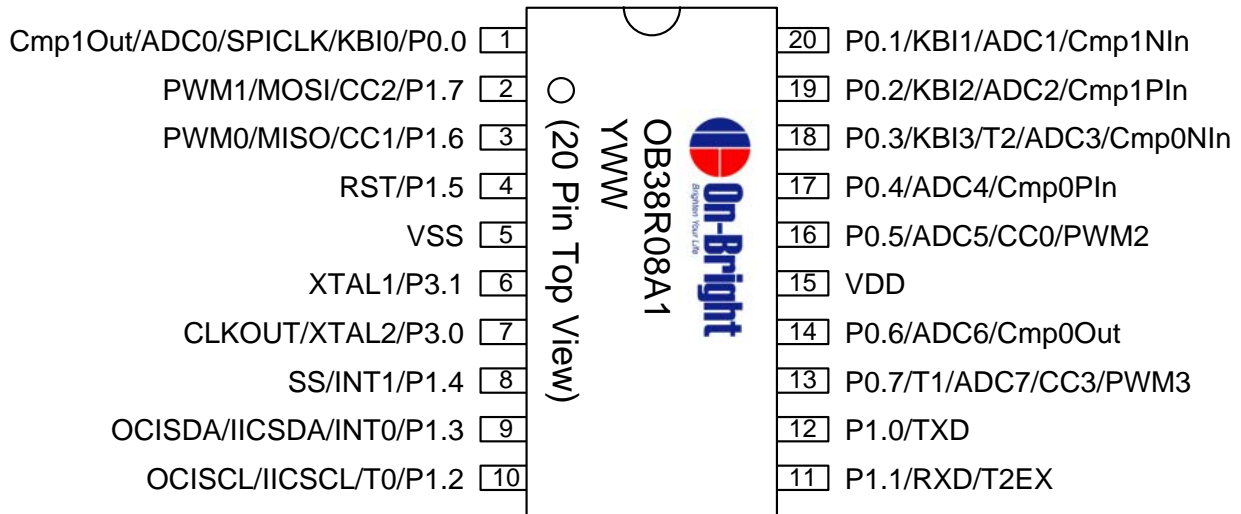 Cmp1Out/ADC0/SPICLK/KBI0/P0.0 1
PWM1/MOSI/CC2/P1.7 2
PWM0/MISO/CC1/P1.6 3
RST/P1.5 4
VSS 5
XTAL1/P3.1 6
CLKOUT/XTAL2/P3.0 7
SS/INT1/P1.4 8
OCISDA/IICSDA/INT0/P1.3 9
OCISCL/IICSCL/T0/P1.2 10
On-Bright
Brighten Your Life
OB38R08A1
YWW
(20 Pin Top View)
20 P0.1/KBI1/ADC1/Cmp1NIn
19 P0.2/KBI2/ADC2/Cmp1PIn
18 P0.3/KBI3/T2/ADC3/Cmp0NIn
17 P0.4/ADC4/Cmp0PIn
16 P0.5/ADC5/CC0/PWM2
15 VDD
14 P0.6/ADC6/Cmp0Out
13 P0.7/T1/ADC7/CC3/PWM3
12 P1.0/TXD
11 P1.1/RXD/T2EX